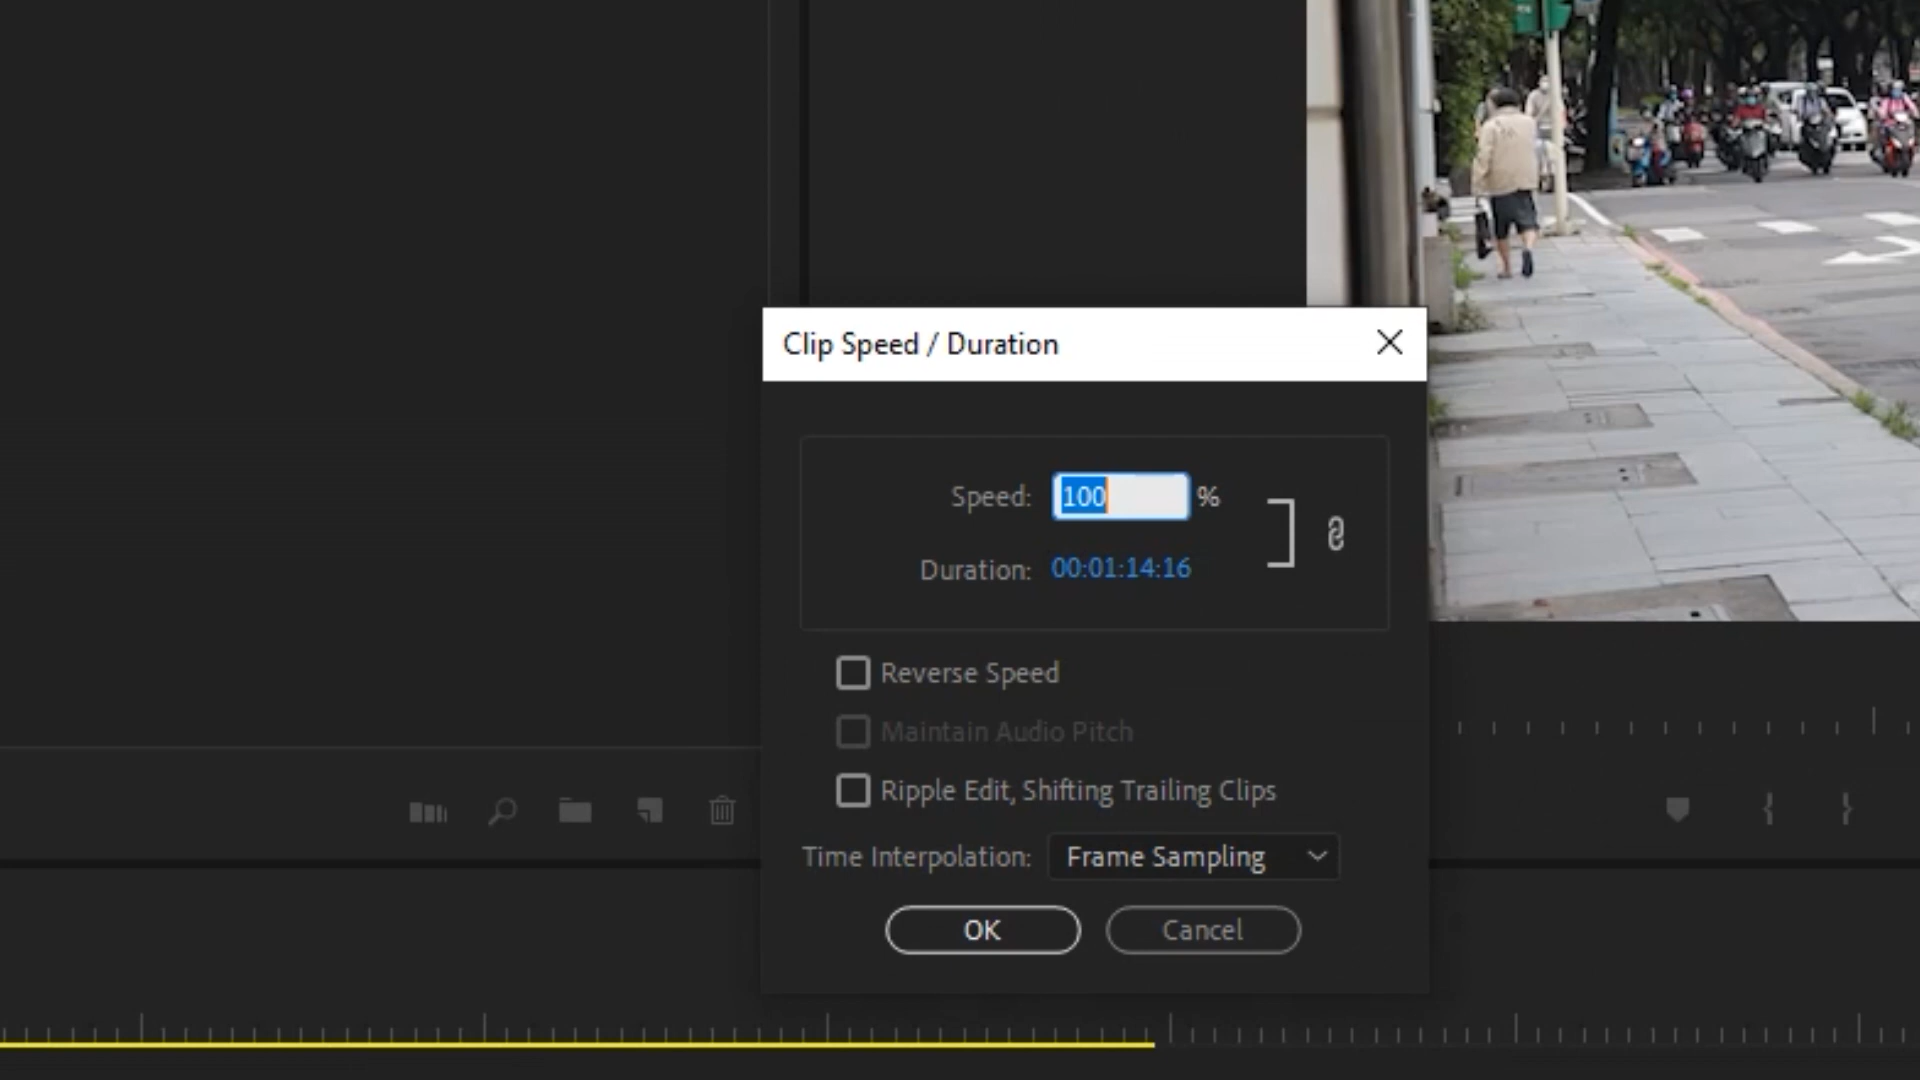 Clip Speed / Duration
Speed: 100 %
Duration: 00:01:14:16
Reverse Speed
Maintain Audio Pitch
Ripple Edit, Shifting Trailing Clips
Time Interpolation: Frame Sampling
OK Cancel